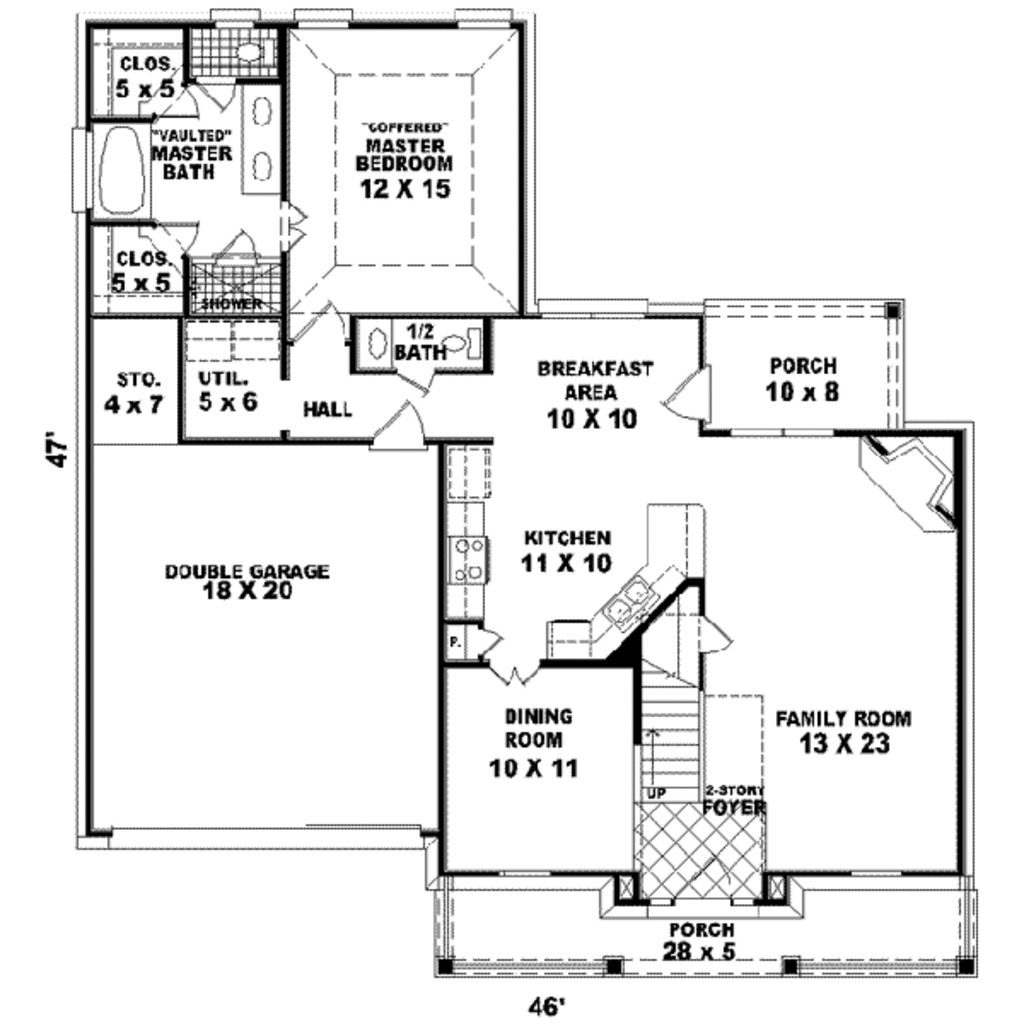 CLOS.
5 x 5
"VAULTED"
MASTER
BATH
"COFFERED"
MASTER
BEDROOM
12 X 15
CLOS.
5 x 5
SHOWER
1/2
BATH
STO.
4 x 7
UTIL.
5 x 6
HALL
BREAKFAST
AREA
10 X 10
PORCH
10 x 8
47'
KITCHEN
11 X 10
DOUBLE GARAGE
18 X 20
P.
DINING
ROOM
10 X 11
FAMILY ROOM
13 X 23
UP
2-STORY
FOYER
PORCH
28 x 5
46'